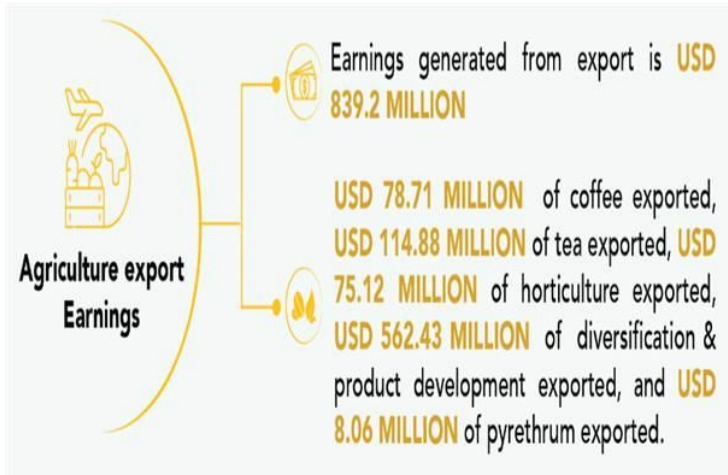 Agriculture export
Earnings
Earnings generated from export is USD
839.2 MILLION
USD 78.71 MILLION of coffee exported,
USD 114.88 MILLION of tea exported, USD
75.12 MILLION of horticulture exported,
USD 562.43 MILLION of diversification &
product development exported, and USD
8.06 MILLION of pyrethrum exported.